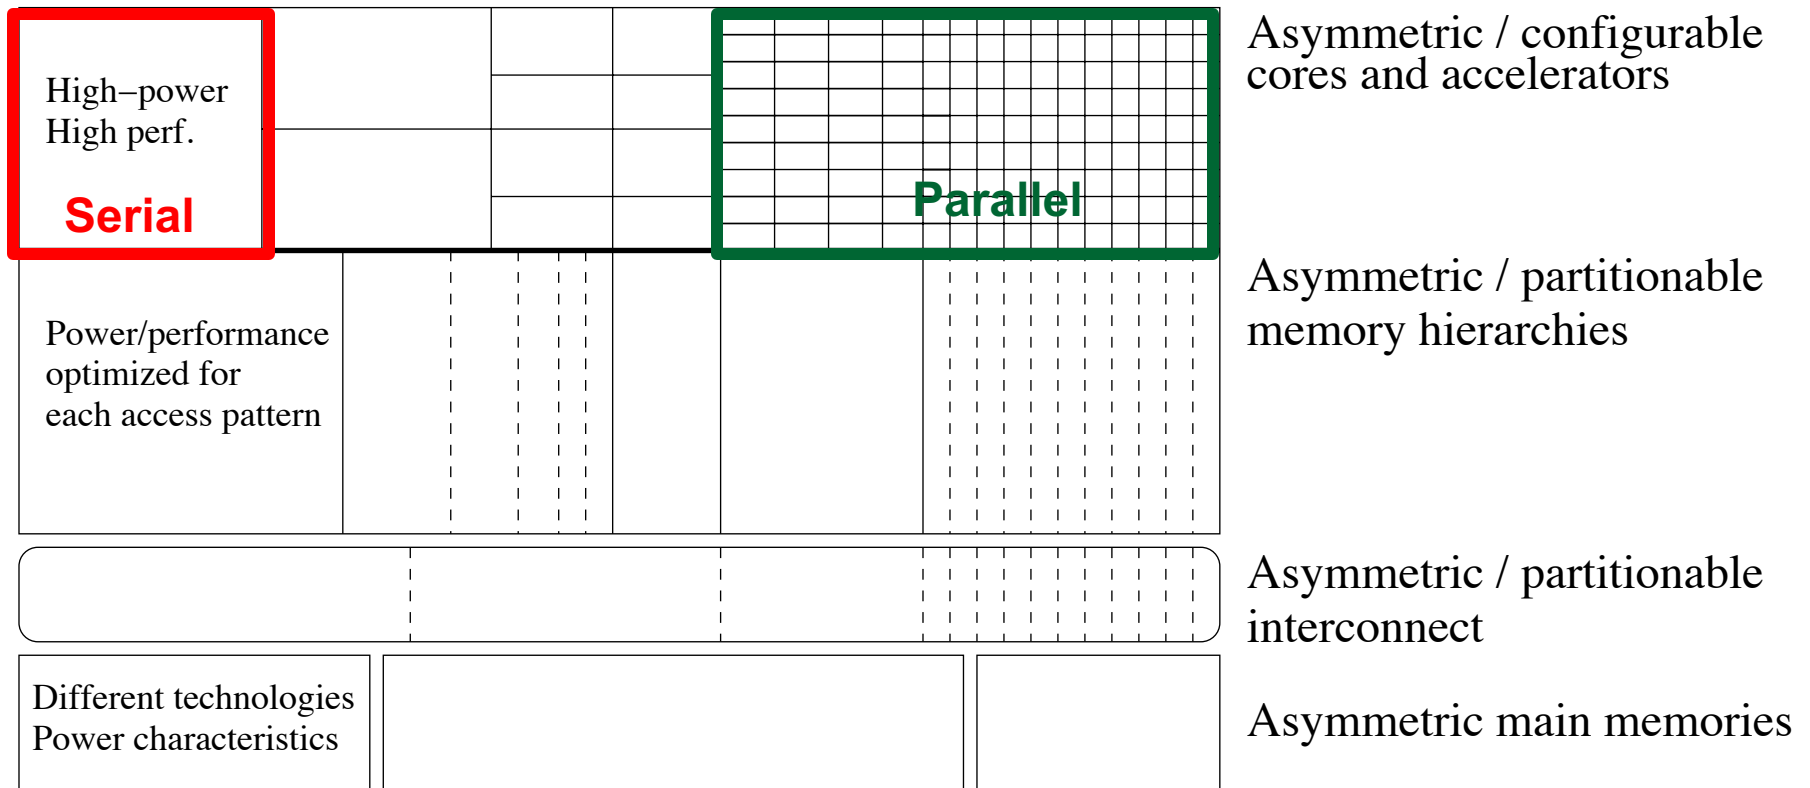 High−power
High perf.
Serial
Parallel
Asymmetric / configurable
cores and accelerators
Power/performance
optimized for
each access pattern
Asymmetric / partitionable
memory hierarchies
Asymmetric / partitionable
interconnect
Different technologies
Power characteristics
Asymmetric main memories